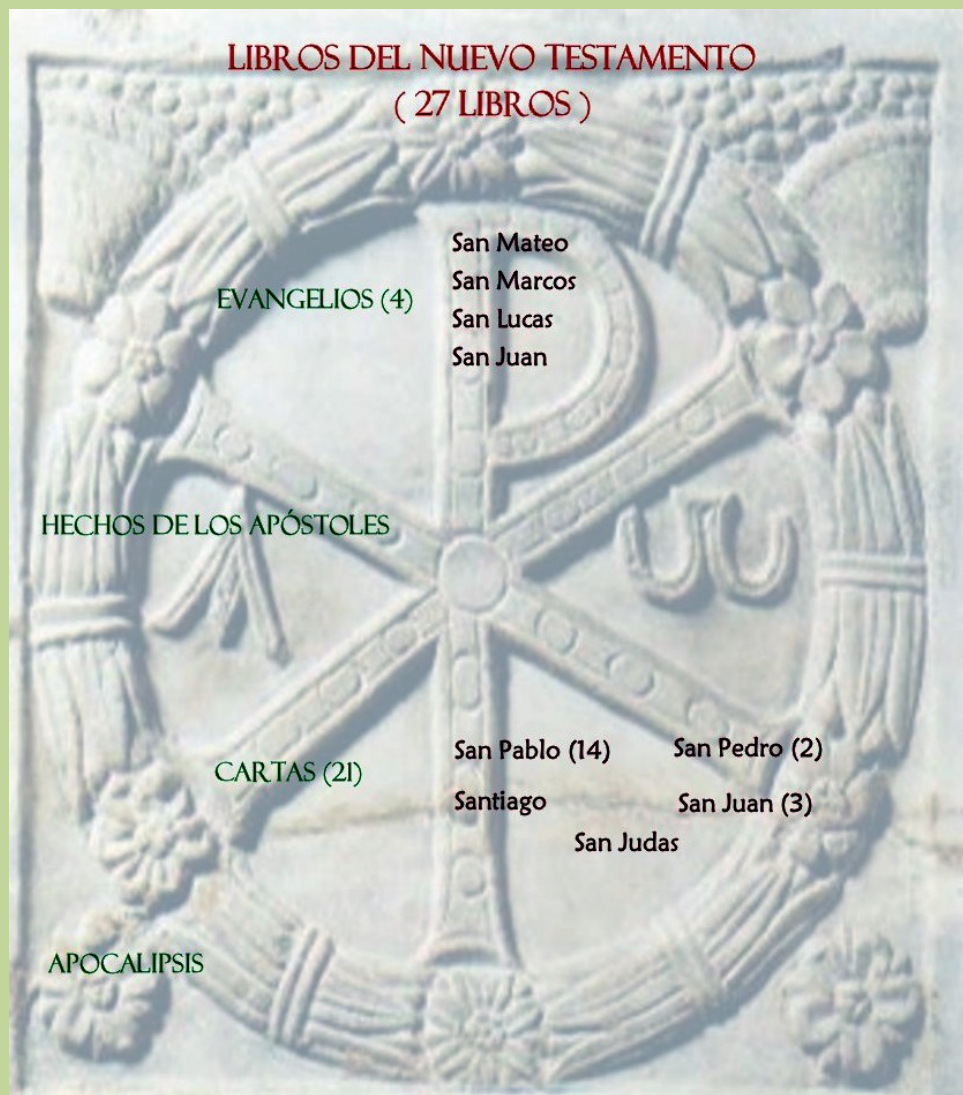 LIBROS DEL NUEVO TESTAMENTO
( 27 LIBROS )
San Mateo
EVANGELIOS (4)
San Marcos
San Lucas
San Juan
HECHOS DE LOS APÓSTOLES
CARTAS (21)
San Pablo (14)
San Pedro (2)
Santiago
San Juan (3)
San Judas
APOCALIPSIS